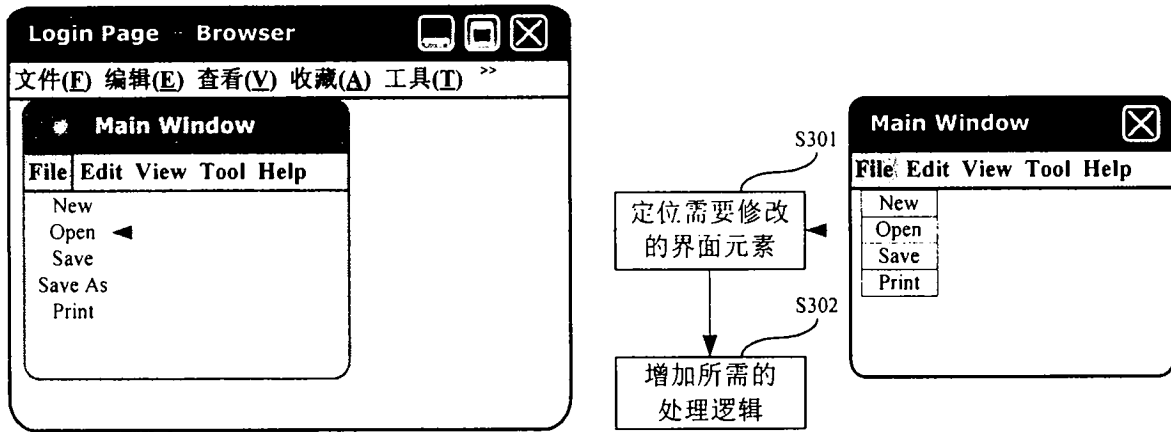 Login Page - Browser
文件(F) 编辑(E) 查看(V) 收藏(A) 工具(T) >>
Main Window
File Edit View Tool Help
New
Open
Save
Save As
Print
S301
定位需要修改
的界面元素
S302
增加所需的
处理逻辑
Main Window
File Edit View Tool Help
New
Open
Save
Print